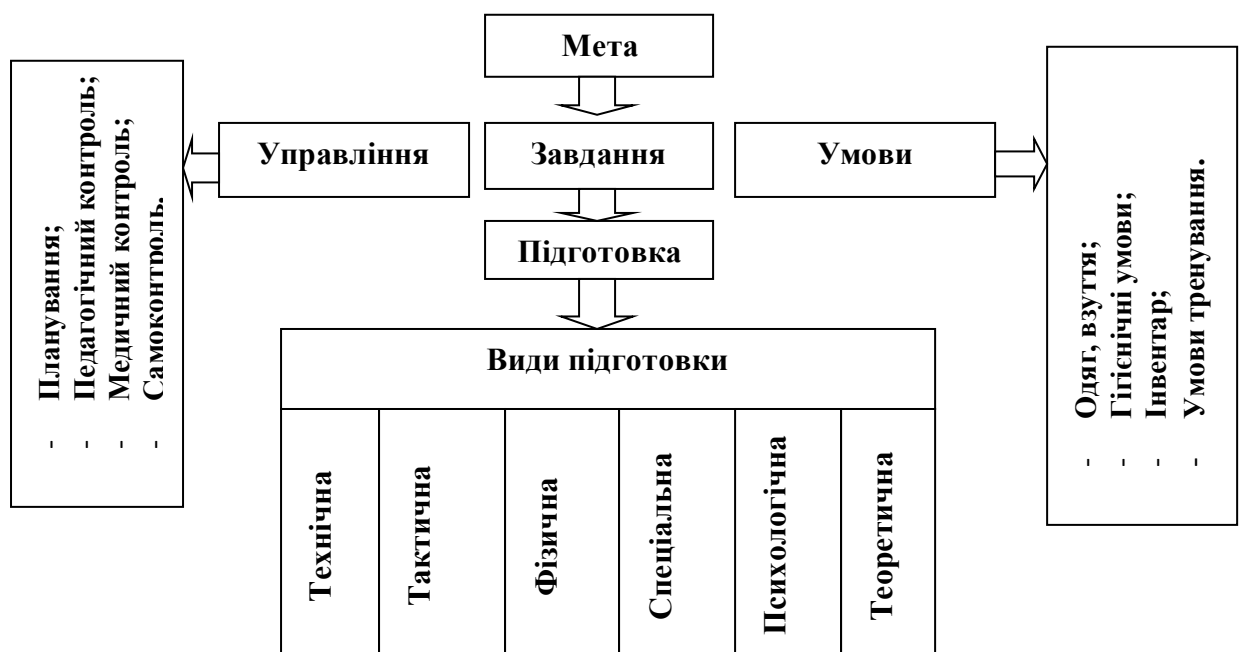 Мета
Управління
Завдання
Умови
Підготовка
Види підготовки
Технічна
Тактична
Фізична
Спеціальна
Психологічна
Теоретична
- Планування;
- Педагогічний контроль;
- Медичний контроль;
- Самоконтроль.
- Одяг, взуття;
- Гігієнічні умови;
- Інвентар;
- Умови тренування.